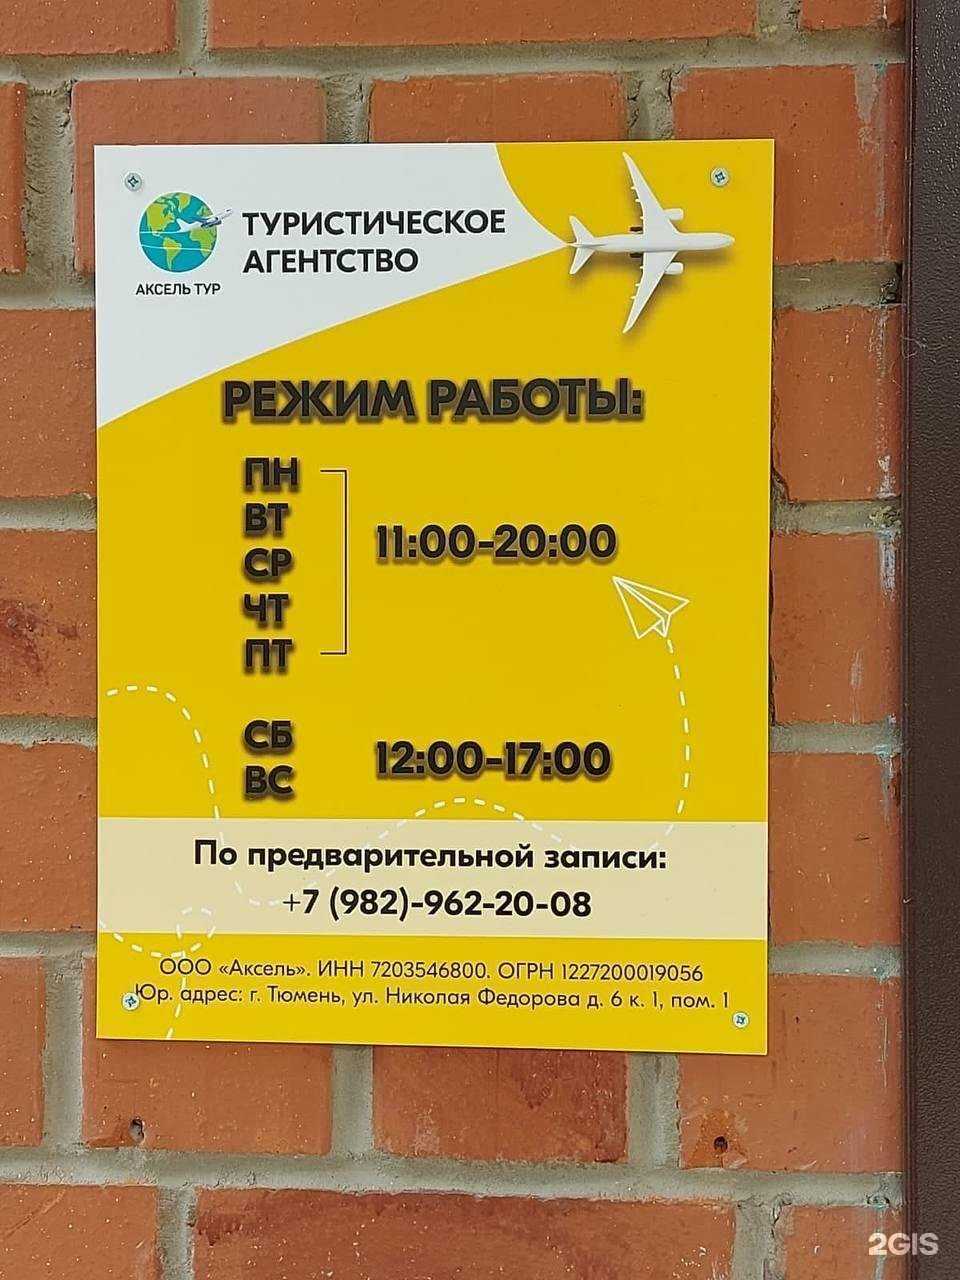 ТУРИСТИЧЕСКОЕ
АГЕНТСТВО
АКСЕЛЬ ТУР
РЕЖИМ РАБОТЫ:
ПН
ВТ
СР
ЧТ
ПТ
11:00-20:00
СБ
ВС
12:00-17:00
По предварительной записи:
+7 (982)-962-20-08
ООО «Аксель». ИНН 7203546800. ОГРН 1227200019056
Юр. адрес: г. Тюмень, ул. Николая Федорова д. 6 к. 1, пом. 1
2GIS